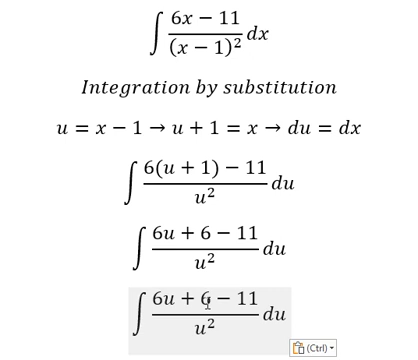 ∫ (6x − 11)/(x − 1)² dx
Integration by substitution
u = x − 1 → u + 1 = x → du = dx
∫ (6(u + 1) − 11)/u² du
∫ (6u + 6 − 11)/u² du
∫ (6u + 6 − 11)/u² du
(Ctrl)